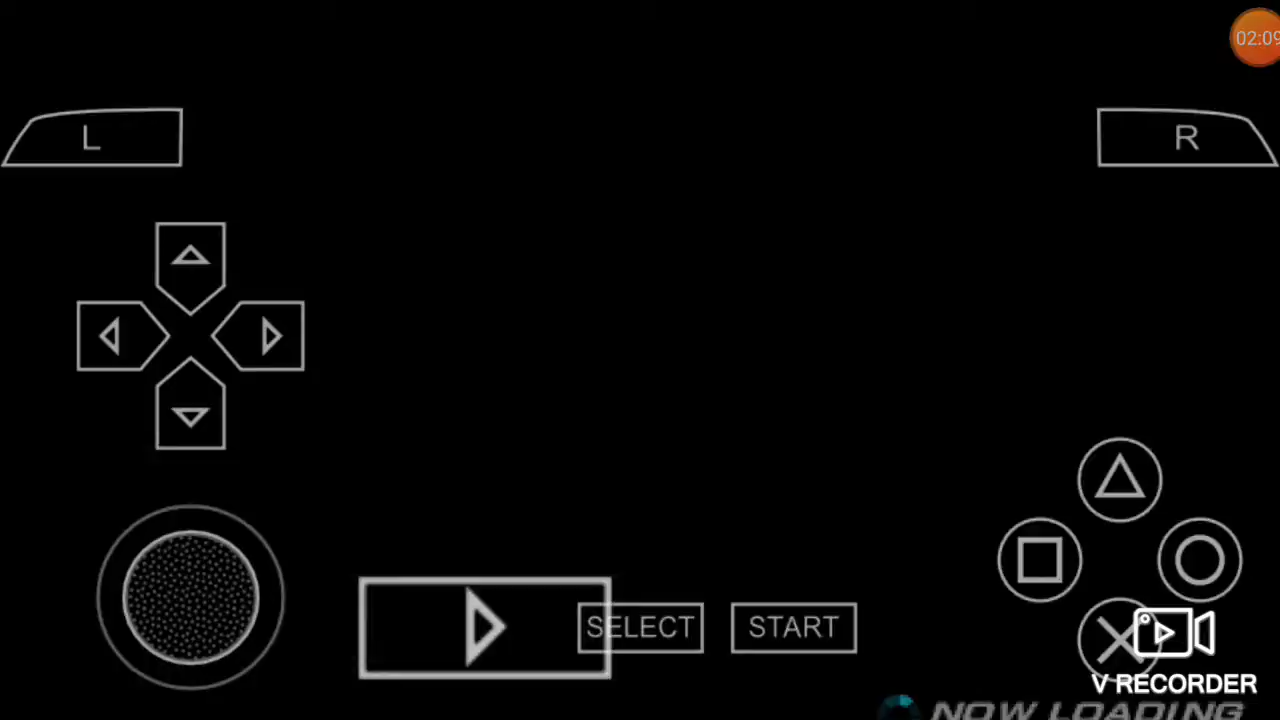 02:09
L
R
SELECT
START
V RECORDER
NOW LOADING